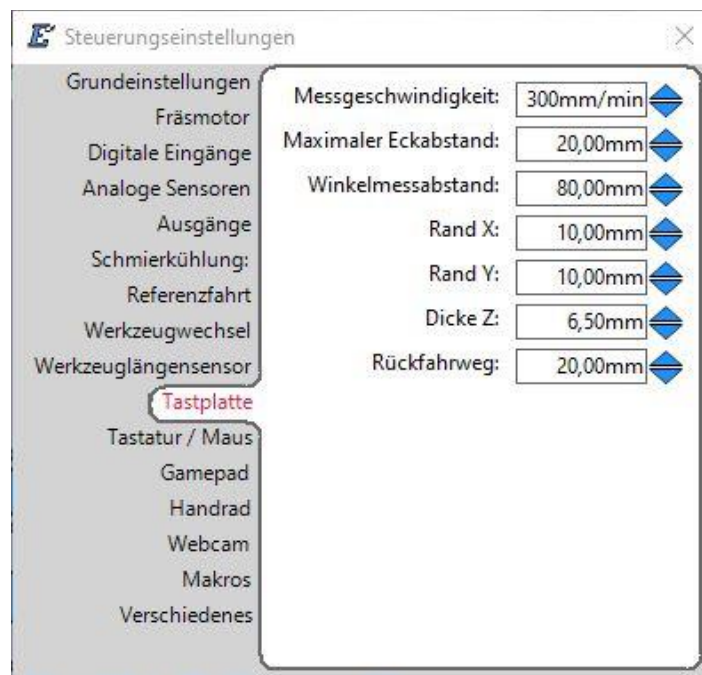 E Steuerungseinstellungen
Grundeinstellungen
Fräsmotor
Digitale Eingänge
Analoge Sensoren
Ausgänge
Schmierkühlung:
Referenzfahrt
Werkzeugwechsel
Werkzeuglängensensor
Tastplatte
Tastatur / Maus
Gamepad
Handrad
Webcam
Makros
Verschiedenes
Messgeschwindigkeit: 300mm/min
Maximaler Eckabstand: 20,00mm
Winkelmessabstand: 80,00mm
Rand X: 10,00mm
Rand Y: 10,00mm
Dicke Z: 6,50mm
Rückfahrweg: 20,00mm